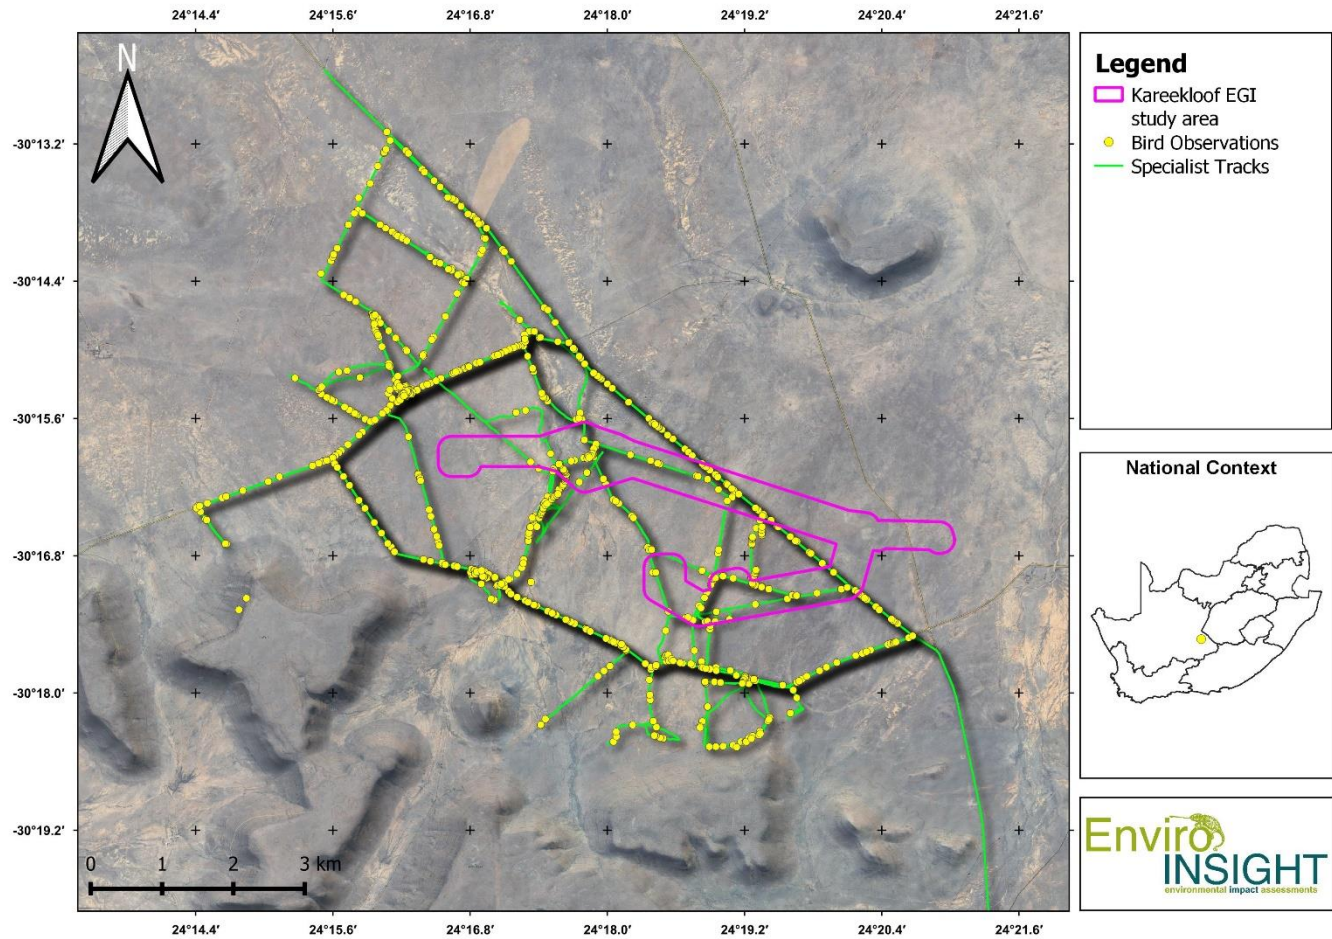 24°14.4' 24°15.6' 24°16.8' 24°18.0' 24°19.2' 24°20.4' 24°21.6'
N
-30°13.2'
-30°14.4'
-30°15.6'
-30°16.8'
-30°18.0'
-30°19.2'
0 1 2 3 km
24°14.4' 24°15.6' 24°16.8' 24°18.0' 24°19.2' 24°20.4' 24°21.6'
Legend
Kareekloof EGI
study area
Bird Observations
Specialist Tracks
National Context
Enviro
INSIGHT
environmental impact assessments